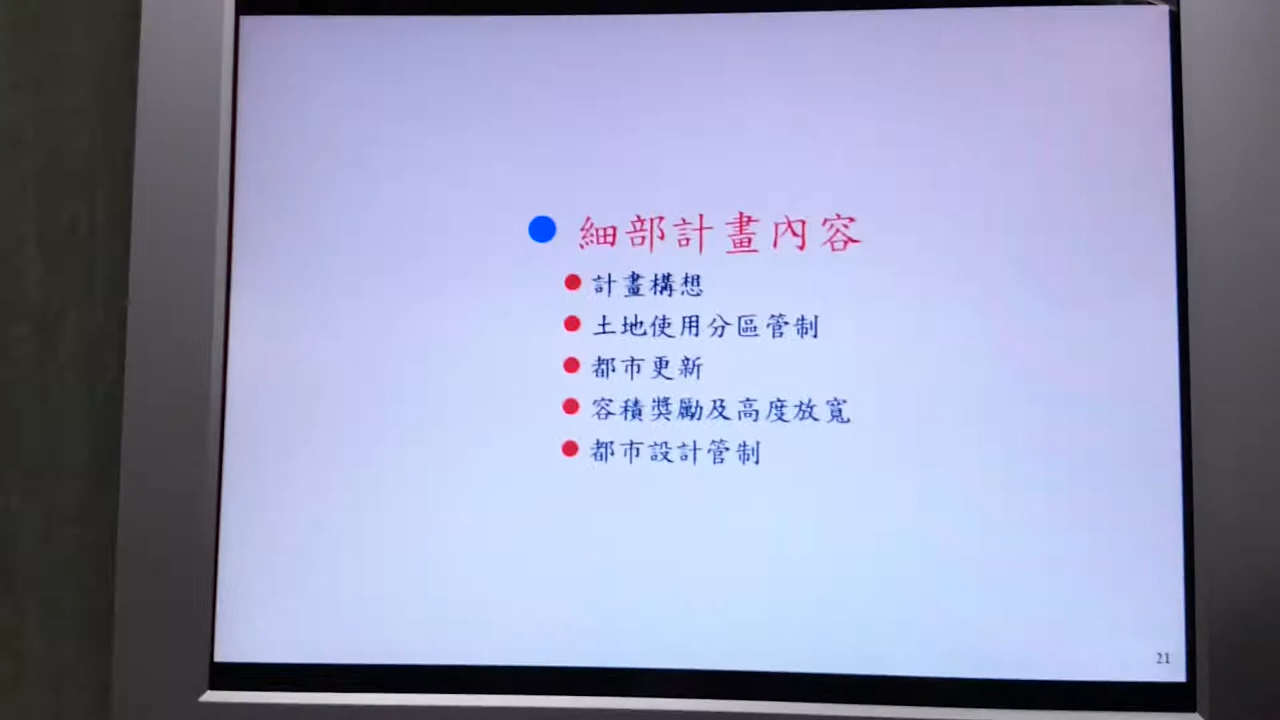 細部計畫內容
計畫構想
土地使用分區管制
都市更新
容積獎勵及高度放寬
都市設計管制
21